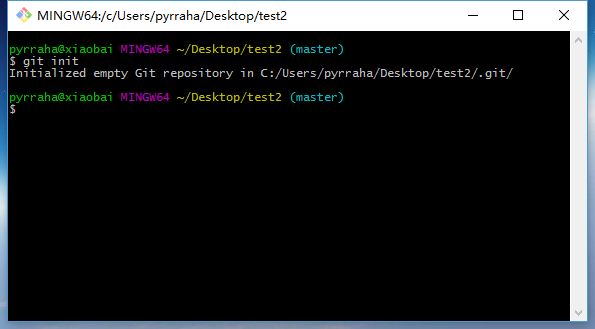 MINGW64:/c/Users/pyrraha/Desktop/test2
pyrraha@xiaobai MINGW64 ~/Desktop/test2 (master)
$ git init
Initialized empty Git repository in C:/Users/pyrraha/Desktop/test2/.git/
pyrraha@xiaobai MINGW64 ~/Desktop/test2 (master)
$